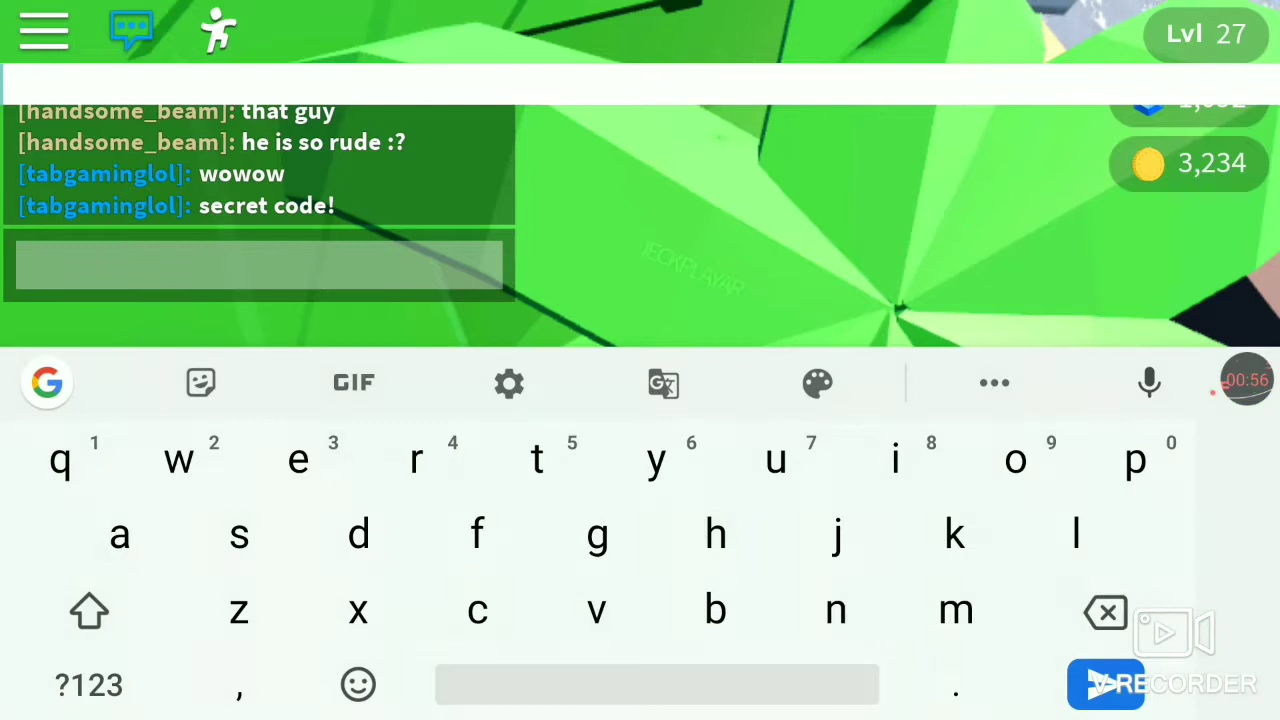 Lvl 27
[handsome_beam]: that guy
[handsome_beam]: he is so rude :?
[tabgaminglol]: wowow
[tabgaminglol]: secret code!
3,234
JECKPLAYAR
G GIF G 00:56
q 1 w 2 e 3 r 4 t 5 y 6 u 7 i 8 o 9 p 0
a s d f g h j k l
z x c v b n m
?123 , .
V RECORDER